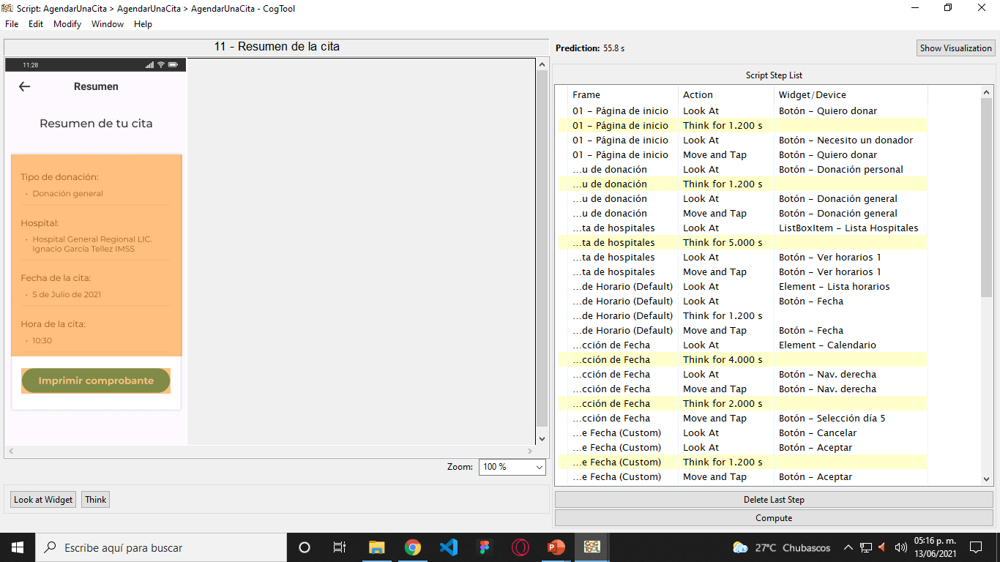 Script: AgendarUnaCita > AgendarUnaCita > AgendarUnaCita - CogTool
File Edit Modify Window Help
11 - Resumen de la cita
11:28
Resumen
Resumen de tu cita
Tipo de donación:
• Donación general
Hospital:
• Hospital General Regional LIC.
Ignacio García Tellez IMSS
Fecha de la cita:
• 5 de Julio de 2021
Hora de la cita:
• 10:30
Imprimir comprobante
Zoom: 100 %
Look at Widget Think
Prediction: 55.8 s
Show Visualization
Script Step List
Frame Action Widget/Device
01 - Página de inicio Look At Botón - Quiero donar
01 - Página de inicio Think for 1.200 s
01 - Página de inicio Look At Botón - Necesito un donador
01 - Página de inicio Move and Tap Botón - Quiero donar
...u de donación Look At Botón - Donación personal
...u de donación Think for 1.200 s
...u de donación Look At Botón - Donación general
...u de donación Move and Tap Botón - Donación general
...ta de hospitales Look At ListBoxItem - Lista Hospitales
...ta de hospitales Think for 5.000 s
...ta de hospitales Look At Botón - Ver horarios 1
...ta de hospitales Move and Tap Botón - Ver horarios 1
...de Horario (Default) Look At Element - Lista horarios
...de Horario (Default) Look At Botón - Fecha
...de Horario (Default) Think for 1.200 s
...de Horario (Default) Move and Tap Botón - Fecha
...cción de Fecha Look At Element - Calendario
...cción de Fecha Think for 4.000 s
...cción de Fecha Look At Botón - Nav. derecha
...cción de Fecha Move and Tap Botón - Nav. derecha
...cción de Fecha Think for 2.000 s
...cción de Fecha Move and Tap Botón - Selección día 5
...e Fecha (Custom) Look At Botón - Cancelar
...e Fecha (Custom) Look At Botón - Aceptar
...e Fecha (Custom) Think for 1.200 s
...e Fecha (Custom) Move and Tap Botón - Aceptar
Delete Last Step
Compute
Escribe aquí para buscar
COG TOOL
27°C Chubascos
05:16 p. m.
13/06/2021